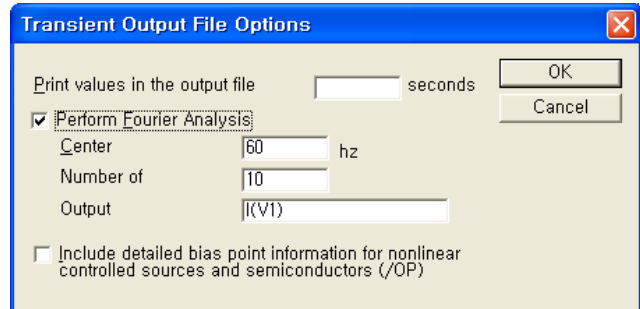 Transient Output File Options
Print values in the output file seconds
OK
Cancel
Perform Fourier Analysis
Center 60 hz
Number of 10
Output I(V1)
Include detailed bias point information for nonlinear
controlled sources and semiconductors (/OP)